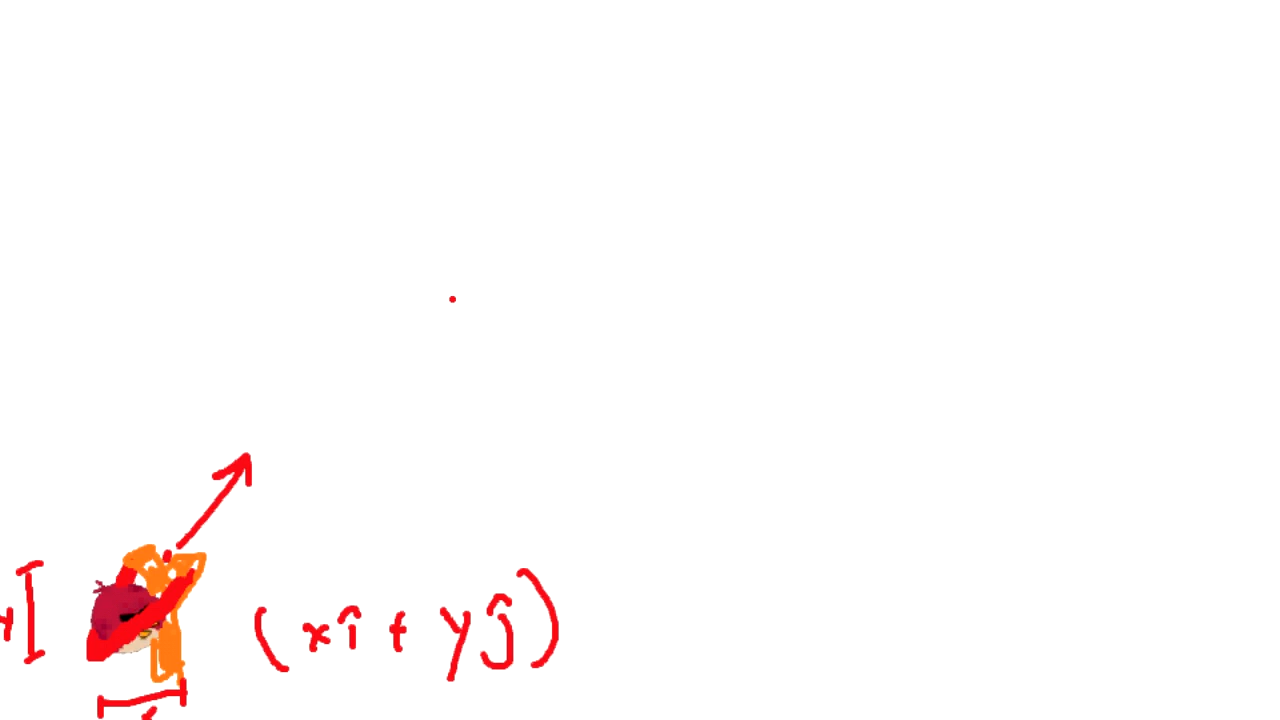 y
(xî + yĵ)
x